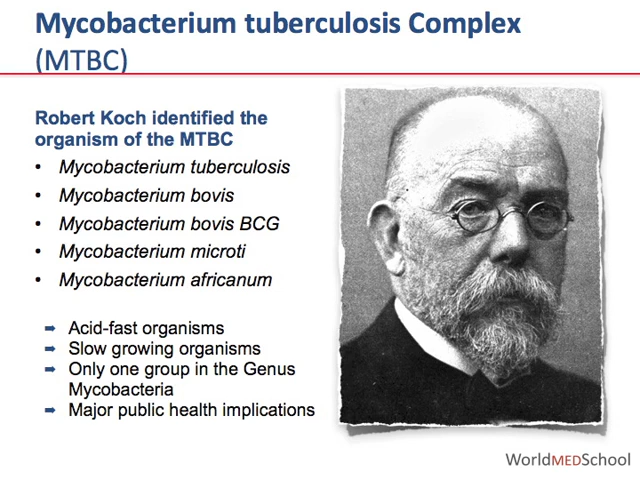 Mycobacterium tuberculosis Complex
(MTBC)
Robert Koch identified the
organism of the MTBC
• Mycobacterium tuberculosis
• Mycobacterium bovis
• Mycobacterium bovis BCG
• Mycobacterium microti
• Mycobacterium africanum
➡ Acid-fast organisms
➡ Slow growing organisms
➡ Only one group in the Genus
Mycobacteria
➡ Major public health implications
WorldMEDSchool